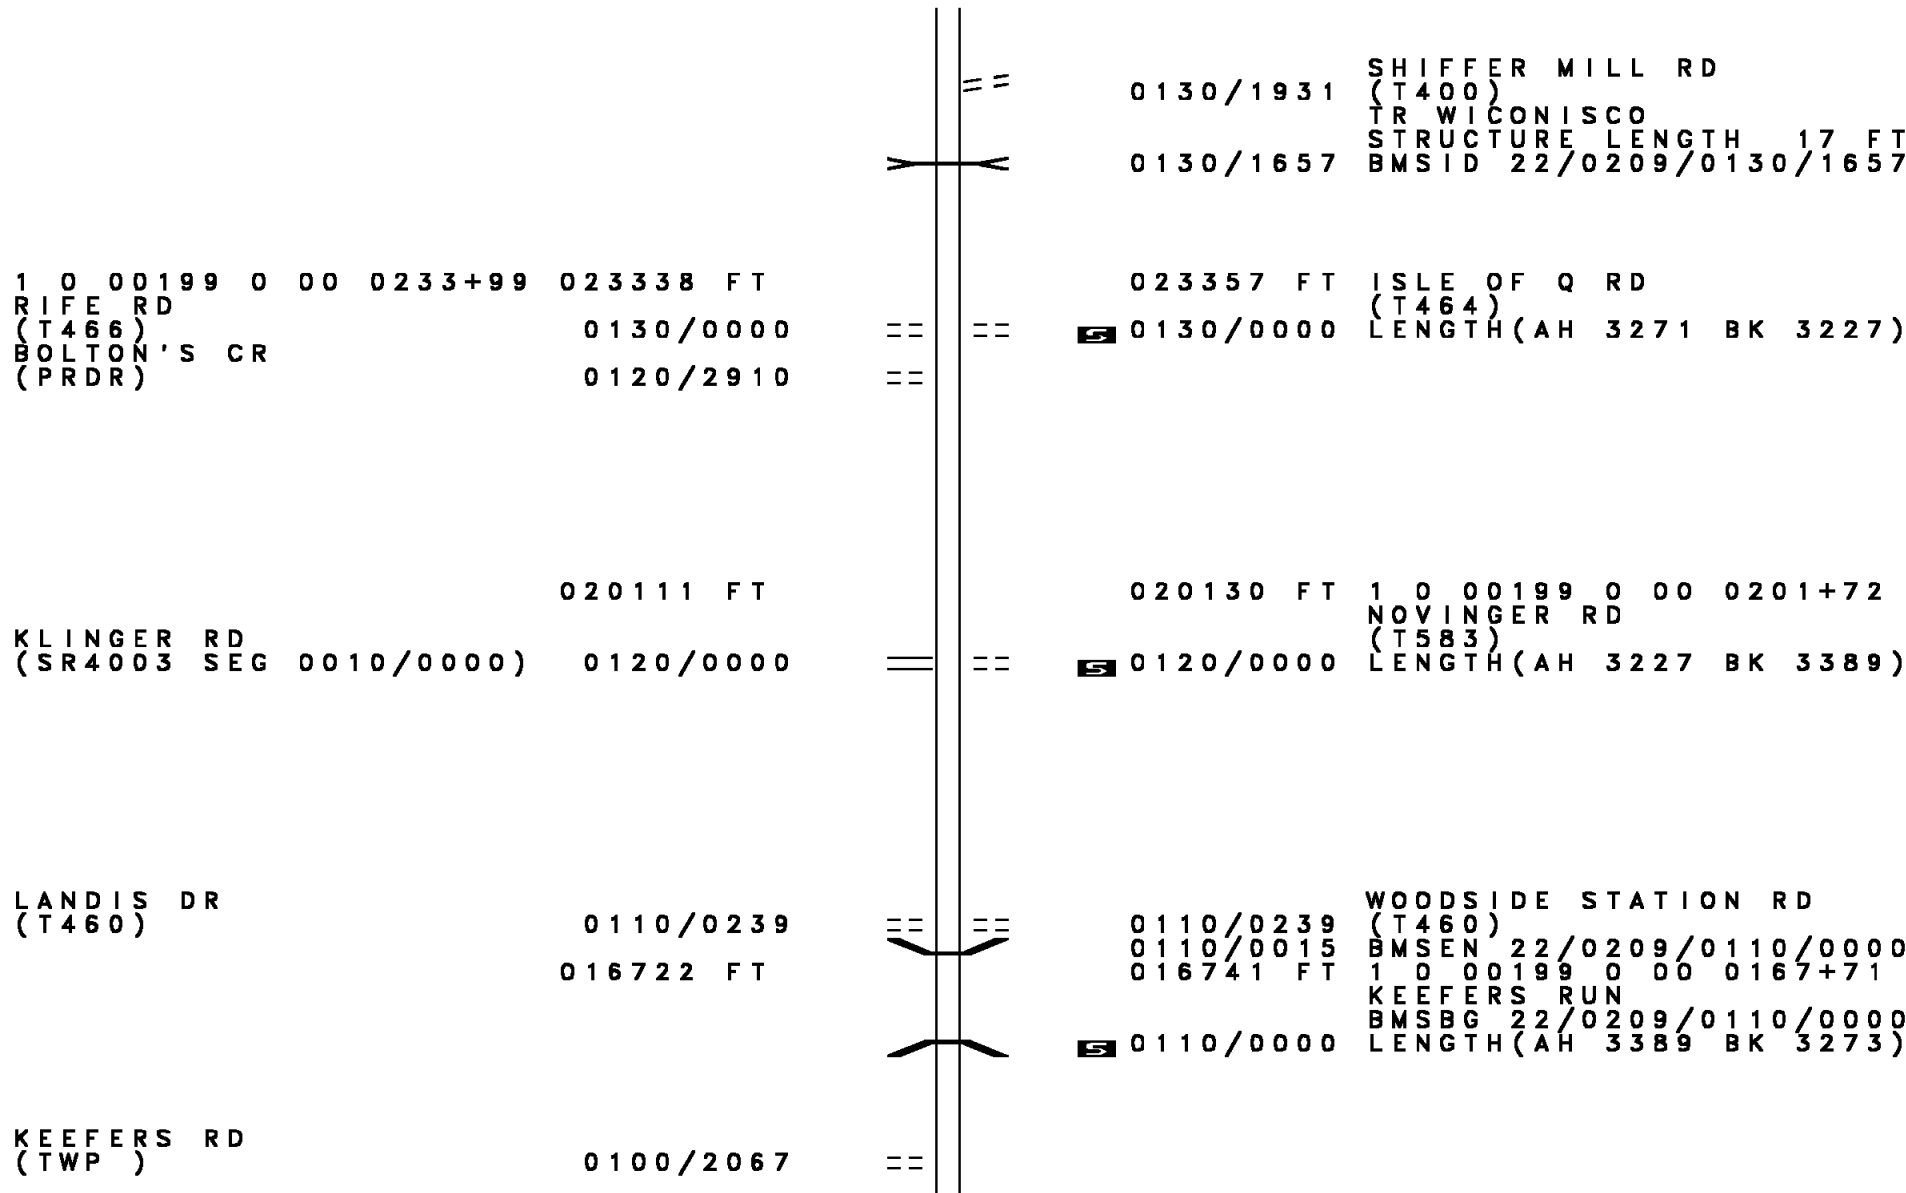 SHIFFER MILL RD
0130/1931 (T400)
TR WICONISCO
STRUCTURE LENGTH 17 FT
0130/1657 BMSID 22/0209/0130/1657
1 0 00199 0 00 0233+99 023338 FT 023357 FT ISLE OF Q RD
RIFE RD (T464)
(T466) 0130/0000 S 0130/0000 LENGTH(AH 3271 BK 3227)
BOLTON'S CR
(PRDR) 0120/2910
020111 FT 020130 FT 1 0 00199 0 00 0201+72
NOVINGER RD
KLINGER RD (T583)
(SR4003 SEG 0010/0000) 0120/0000 S 0120/0000 LENGTH(AH 3227 BK 3389)
LANDIS DR WOODSIDE STATION RD
(T460) 0110/0239 0110/0239 (T460)
0110/0015 BMSEN 22/0209/0110/0000
016722 FT 016741 FT 1 0 00199 0 00 0167+71
KEEFERS RUN
BMSBG 22/0209/0110/0000
S 0110/0000 LENGTH(AH 3389 BK 3273)
KEEFERS RD
(TWP ) 0100/2067